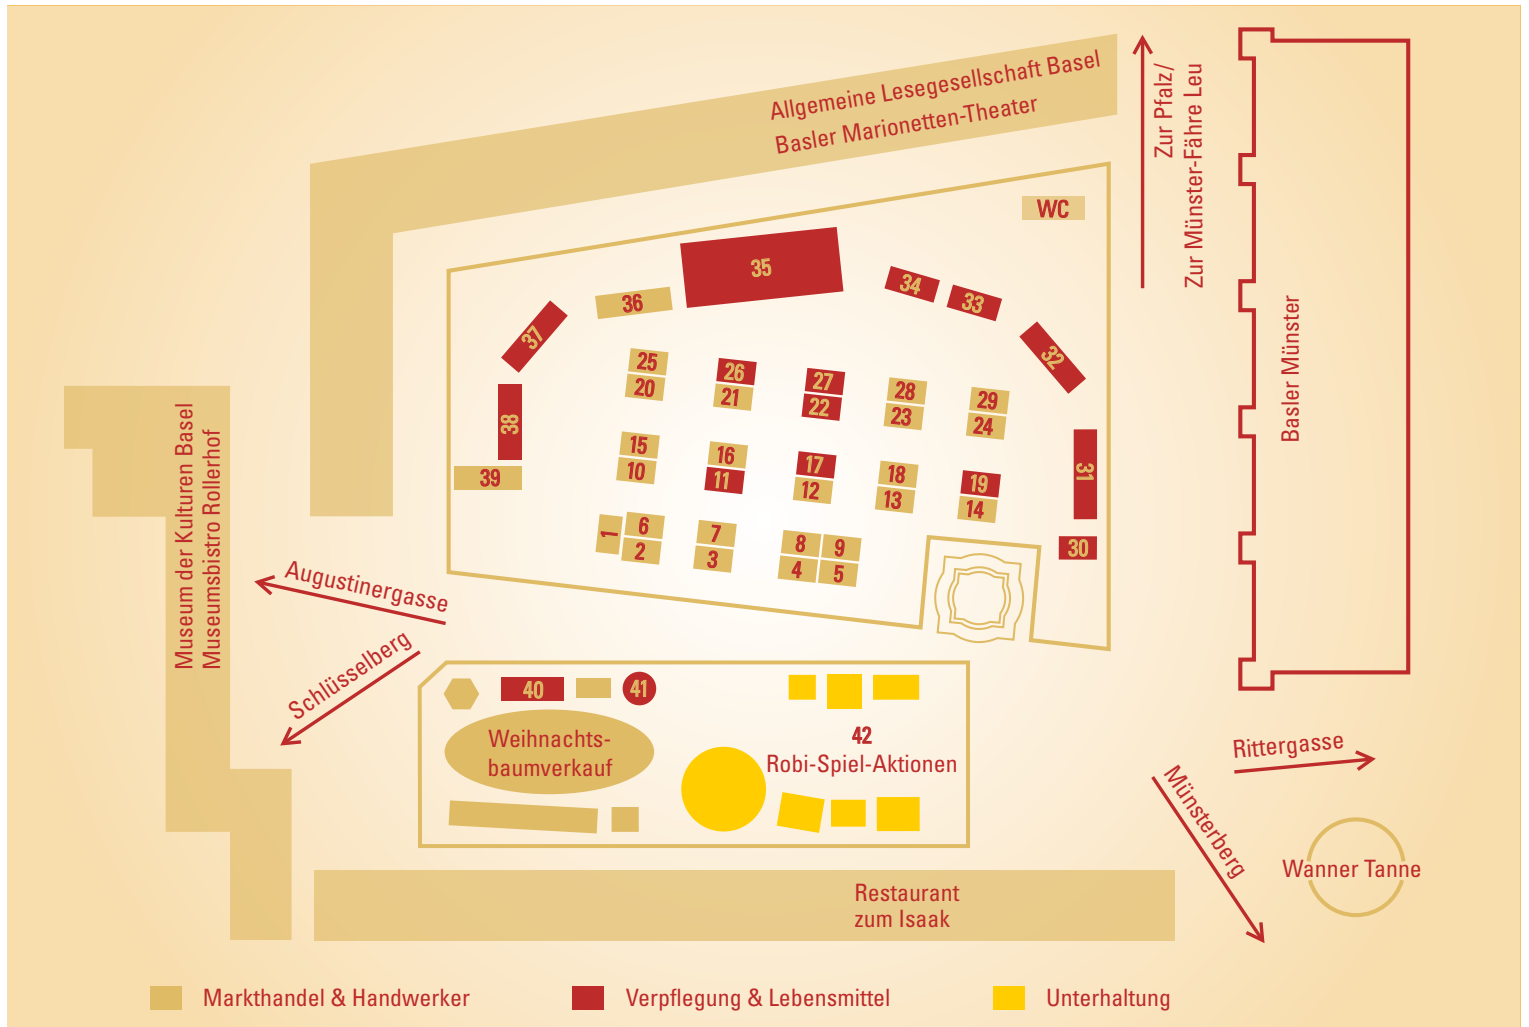 Allgemeine Lesegesellschaft Basel
Basler Marionetten-Theater
Zur Pfalz/
Zur Münster-Fähre Leu
WC
35
34
33
36
37
32
25
20
26
21
27
22
28
23
29
24
38
39
15
10
16
11
17
12
18
13
19
14
31
30
1
6
2
7
3
8
9
4
5
Basler Münster
Museum der Kulturen Basel
Museumsbistro Rollerhof
Augustinergasse
Schlüsselberg
40
41
Weihnachts-
baumverkauf
42
Robi-Spiel-Aktionen
Rittergasse
Münsterberg
Wanner Tanne
Restaurant
zum Isaak
Markthandel & Handwerker
Verpflegung & Lebensmittel
Unterhaltung